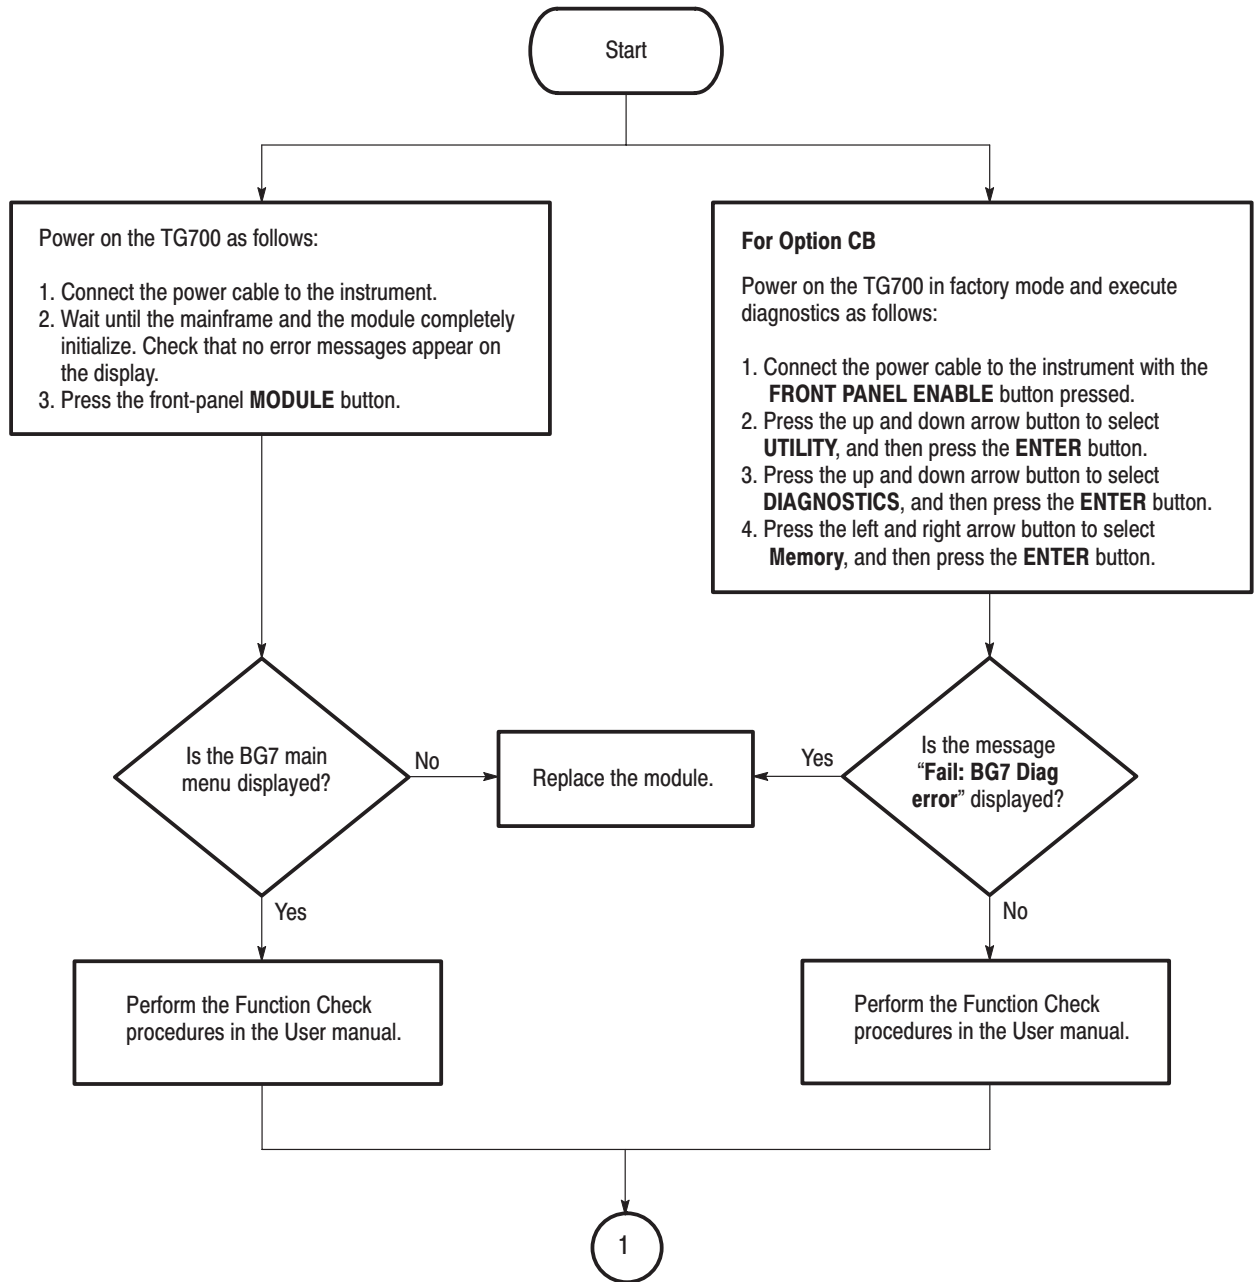 Start
Power on the TG700 as follows:
1. Connect the power cable to the instrument.
2. Wait until the mainframe and the module completely
initialize. Check that no error messages appear on
the display.
3. Press the front-panel MODULE button.
For Option CB
Power on the TG700 in factory mode and execute
diagnostics as follows:
1. Connect the power cable to the instrument with the
FRONT PANEL ENABLE button pressed.
2. Press the up and down arrow button to select
UTILITY, and then press the ENTER button.
3. Press the up and down arrow button to select
DIAGNOSTICS, and then press the ENTER button.
4. Press the left and right arrow button to select
Memory, and then press the ENTER button.
Is the BG7 main
menu displayed?
No
Replace the module.
Yes
Is the message
“Fail: BG7 Diag
error” displayed?
Yes
No
Perform the Function Check
procedures in the User manual.
Perform the Function Check
procedures in the User manual.
1